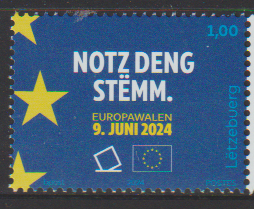 1,00
NOTZ DENG
STËMM.
EUROPAWALEN
9. JUNI 2024
Lëtzebuerg